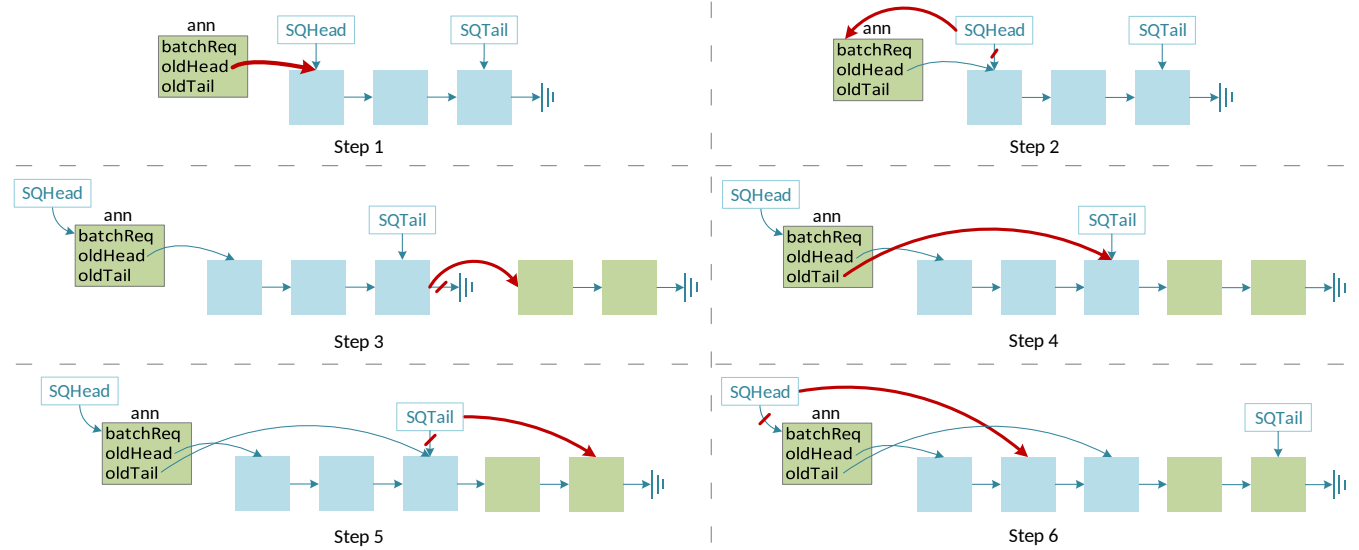 ann
SQHead
SQTail
batchReq
oldHead
oldTail
Step 1
ann
SQHead
SQTail
batchReq
oldHead
oldTail
Step 2
SQHead
ann
SQTail
batchReq
oldHead
oldTail
Step 3
SQHead
ann
SQTail
batchReq
oldHead
oldTail
Step 4
SQHead
ann
SQTail
batchReq
oldHead
oldTail
Step 5
SQHead
ann
SQTail
batchReq
oldHead
oldTail
Step 6